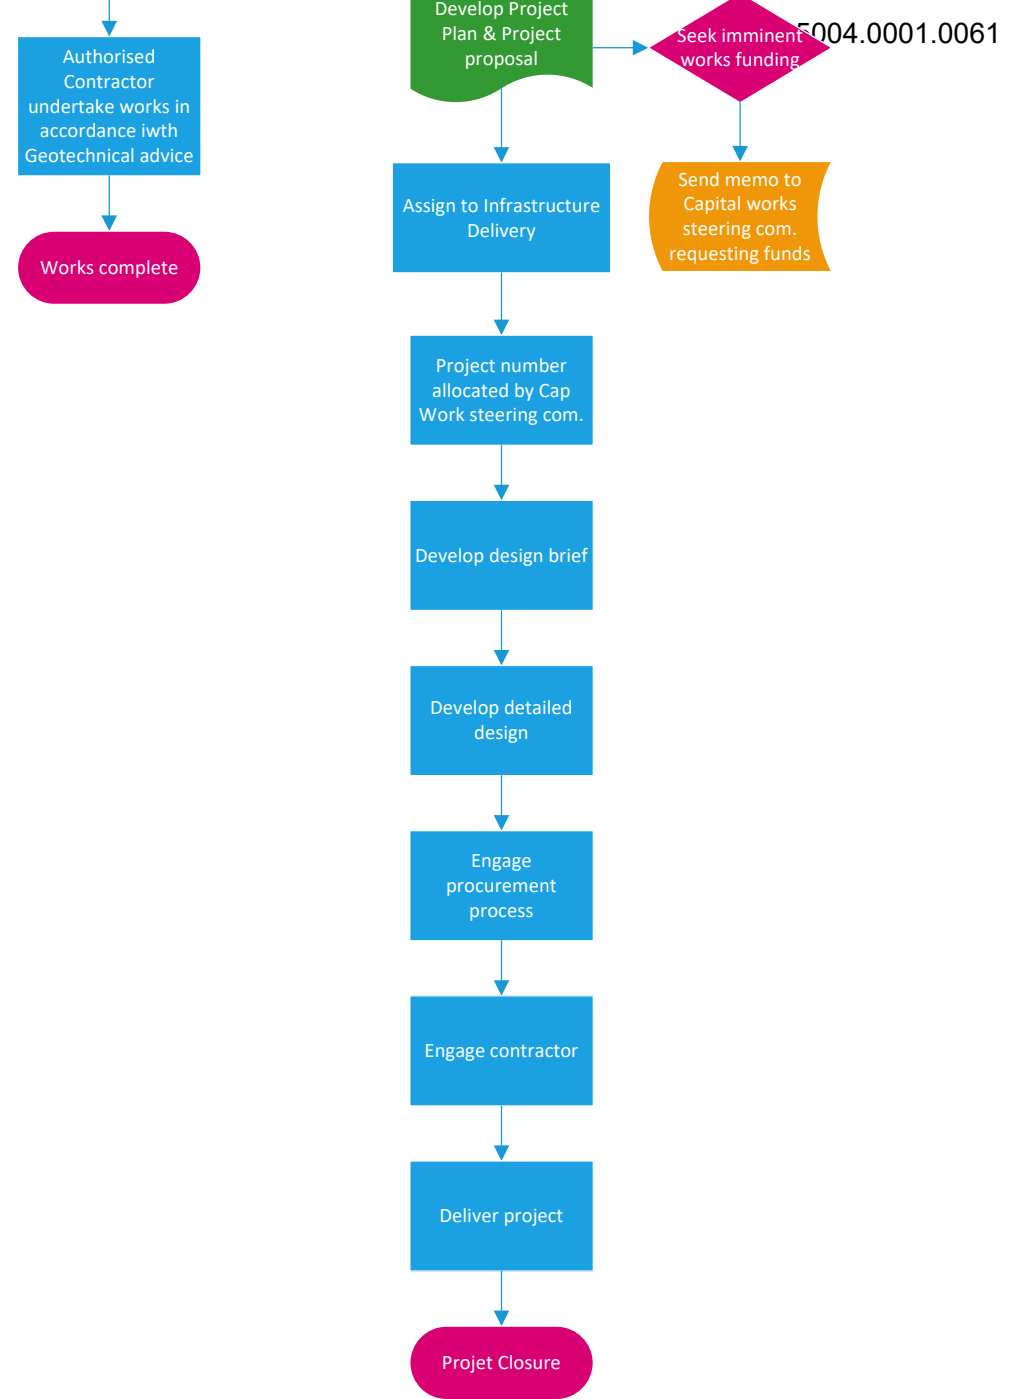 Authorised
Contractor
undertake works in
accordance iwth
Geotechnical advice
Works complete
Develop Project
Plan & Project
proposal
Seek imminent
works funding
5004.0001.0061
Send memo to
Capital works
steering com.
requesting funds
Assign to Infrastructure
Delivery
Project number
allocated by Cap
Work steering com.
Develop design brief
Develop detailed
design
Engage
procurement
process
Engage contractor
Deliver project
Projet Closure